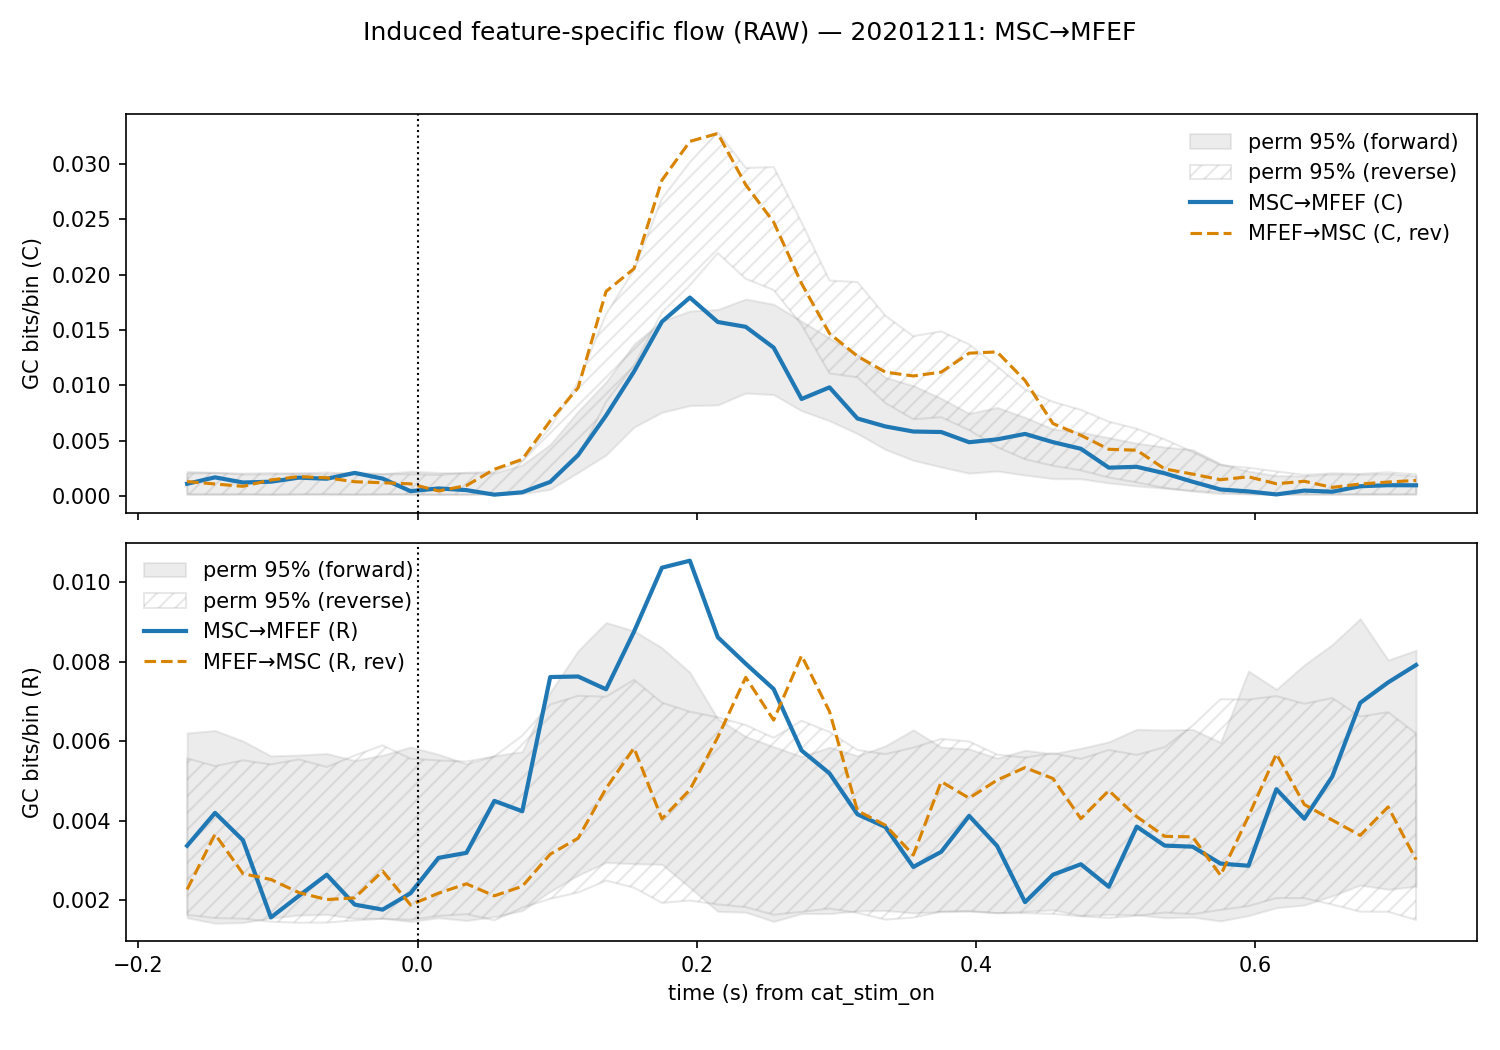 Induced feature-specific flow (RAW) — 20201211: MSC→MFEF
GC bits/bin (C)
0.030
0.025
0.020
0.015
0.010
0.005
0.000
perm 95% (forward)
perm 95% (reverse)
MSC→MFEF (C)
MFEF→MSC (C, rev)
GC bits/bin (R)
0.010
0.008
0.006
0.004
0.002
perm 95% (forward)
perm 95% (reverse)
MSC→MFEF (R)
MFEF→MSC (R, rev)
−0.2 0.0 0.2 0.4 0.6
time (s) from cat_stim_on